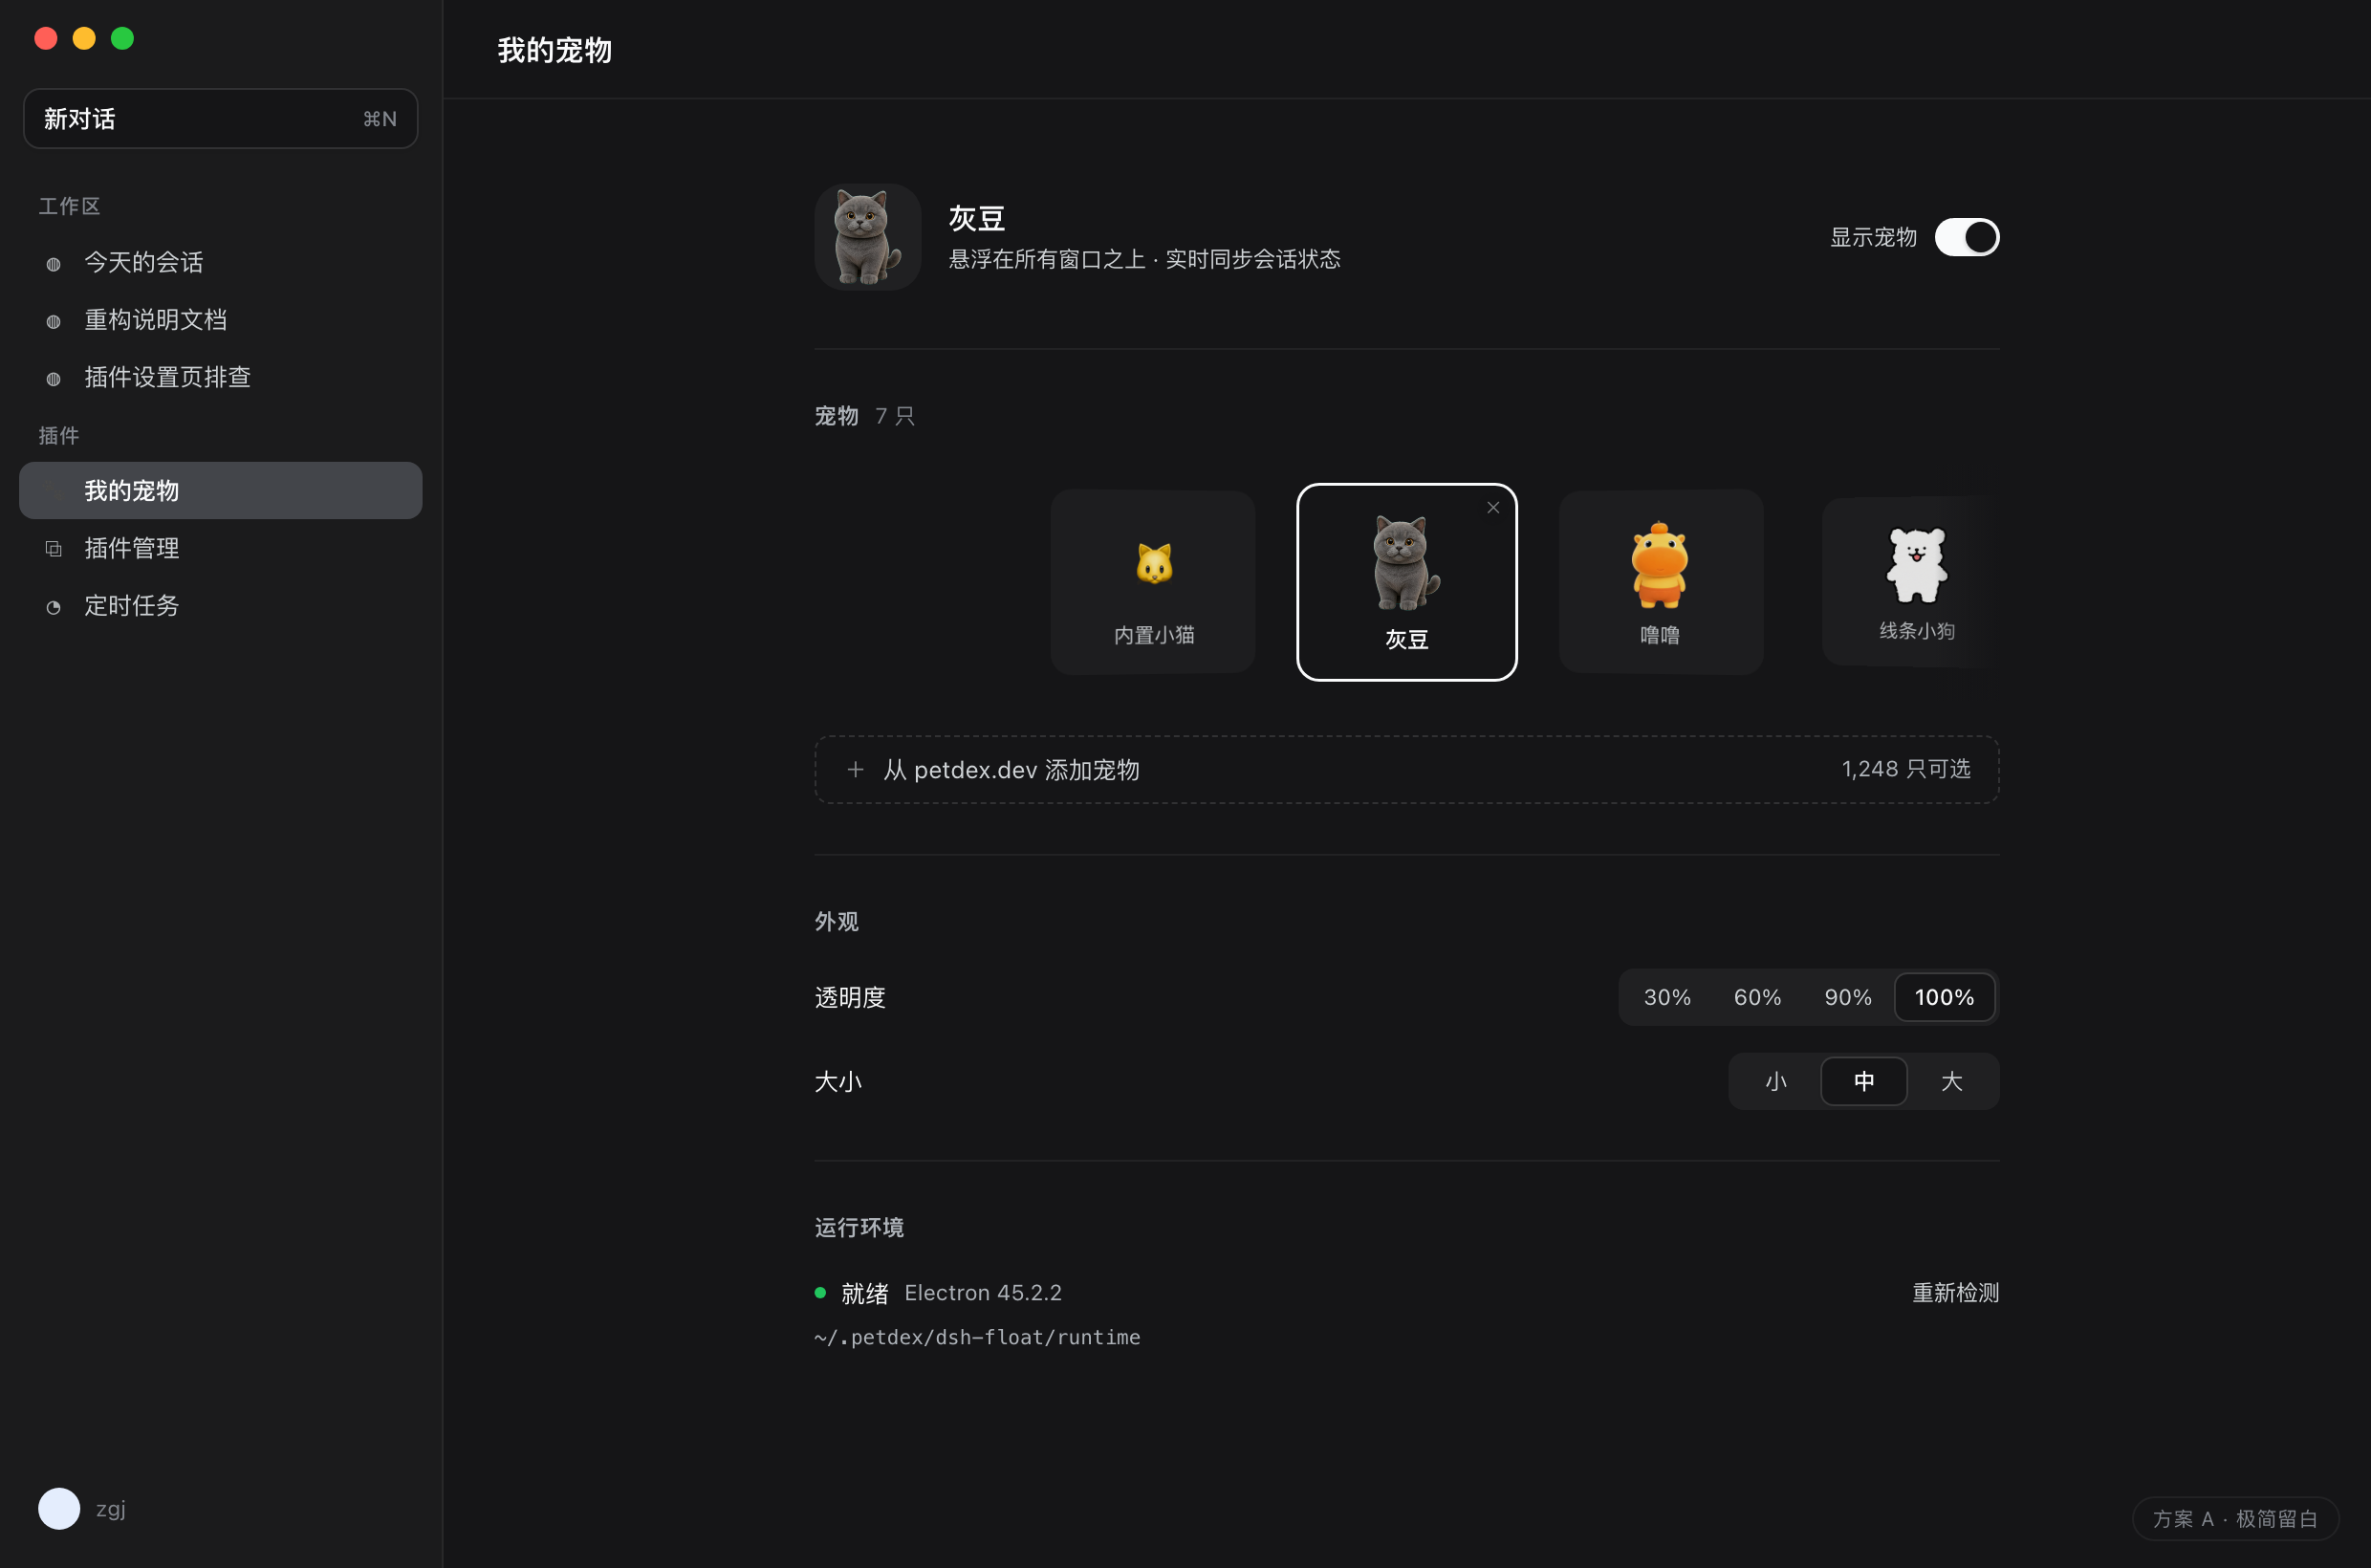 我的宠物
新对话 ⌘N
工作区
今天的会话
重构说明文档
插件设置页排查
插件
我的宠物
插件管理
定时任务
zgj
灰豆
悬浮在所有窗口之上 · 实时同步会话状态
显示宠物
宠物 7 只
内置小猫
灰豆
噜噜
线条小狗
+ 从 petdex.dev 添加宠物 1,248 只可选
外观
透明度 30% 60% 90% 100%
大小 小 中 大
运行环境
就绪 Electron 45.2.2 重新检测
~/.petdex/dsh-float/runtime
方案 A · 极简留白